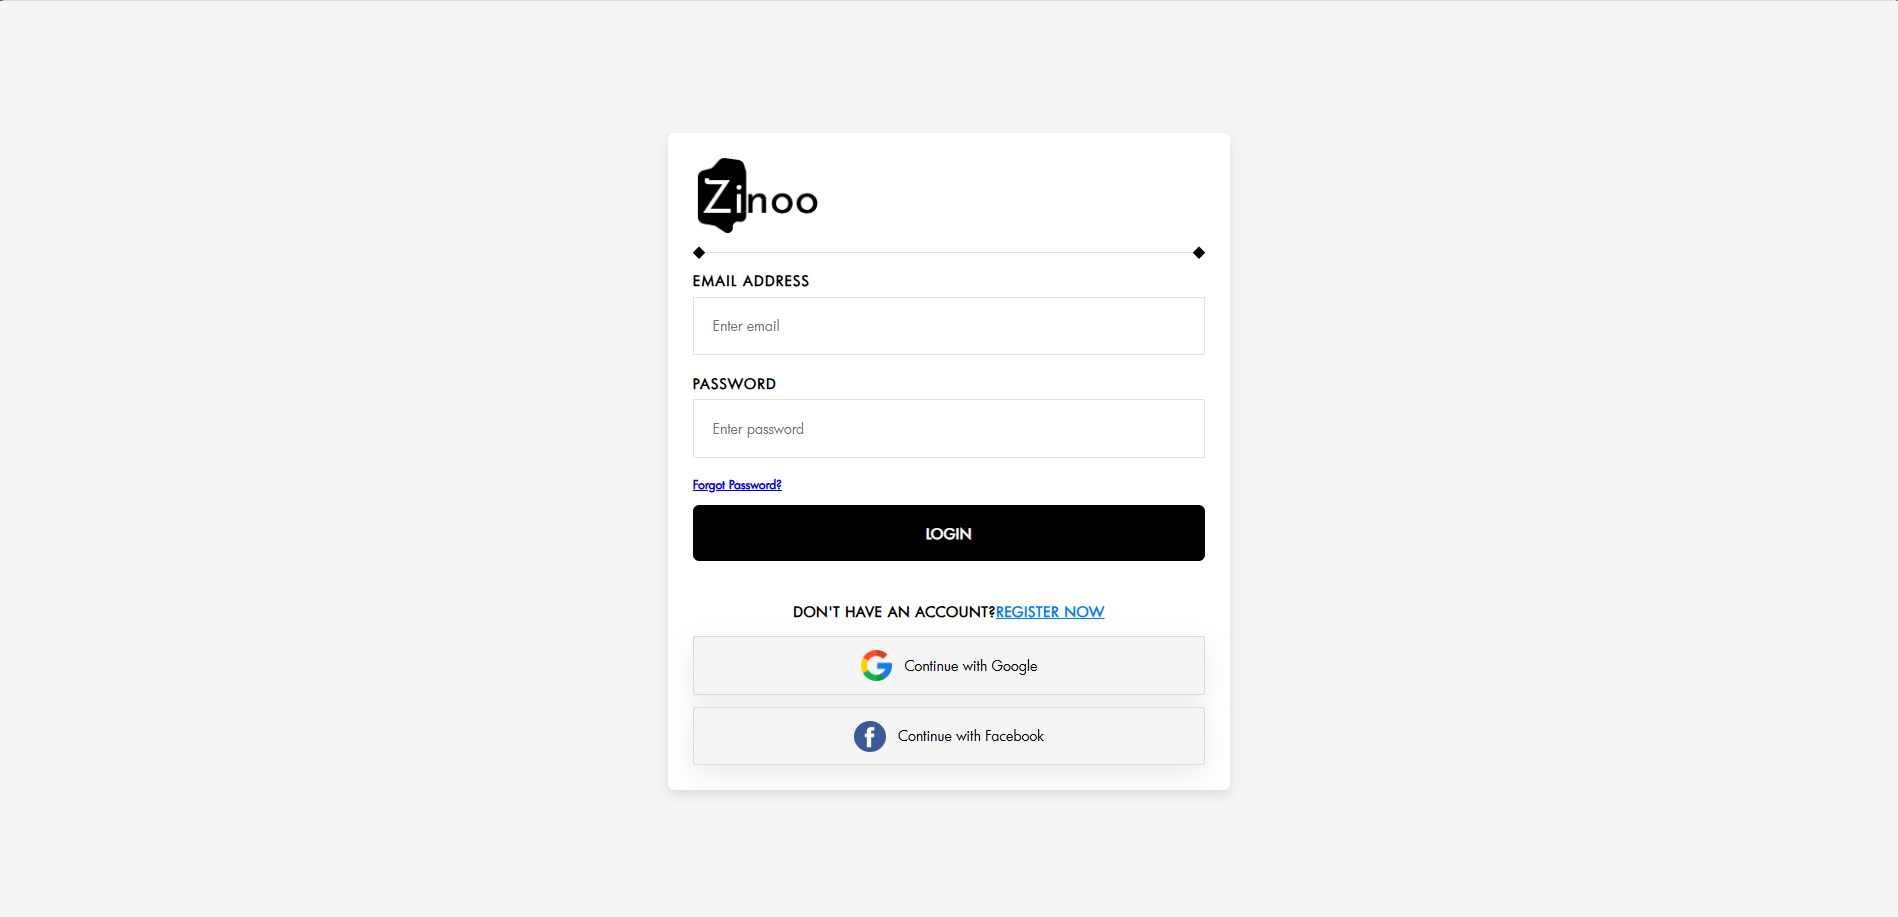 Zinoo
EMAIL ADDRESS
Enter email
PASSWORD
Enter password
Forgot Password?
LOGIN
DON'T HAVE AN ACCOUNT?REGISTER NOW
Continue with Google
Continue with Facebook